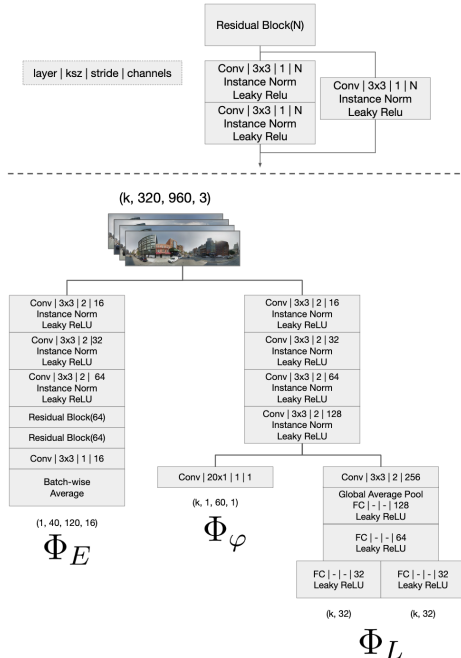 Residual Block(N)
layer | ksz | stride | channels
Conv | 3x3 | 1 | N
Instance Norm
Leaky Relu
Conv | 3x3 | 1 | N
Instance Norm
Leaky Relu
Conv | 3x3 | 1 | N
Instance Norm
Leaky Relu
(k, 320, 960, 3)
Conv | 3x3 | 2 | 16
Instance Norm
Leaky ReLU
Conv | 3x3 | 2 |32
Instance Norm
Leaky ReLU
Conv | 3x3 | 2 | 64
Instance Norm
Leaky ReLU
Residual Block(64)
Residual Block(64)
Conv | 3x3 | 1 | 16
Batch-wise
Average
(1, 40, 120, 16)
Φ_E
Conv | 3x3 | 2 | 16
Instance Norm
Leaky ReLU
Conv | 3x3 | 2 | 32
Instance Norm
Leaky ReLU
Conv | 3x3 | 2 | 64
Instance Norm
Leaky ReLU
Conv | 3x3 | 2 | 128
Instance Norm
Leaky ReLU
Conv | 20x1 | 1 | 1
(k, 1, 60, 1)
Φ_φ
Conv | 3x3 | 2 | 256
Global Average Pool
FC | - | - | 128
Leaky ReLU
FC | - | - | 64
Leaky ReLU
FC | - | - | 32
Leaky ReLU
FC | - | - | 32
Leaky ReLU
(k, 32)
(k, 32)
Φ_L